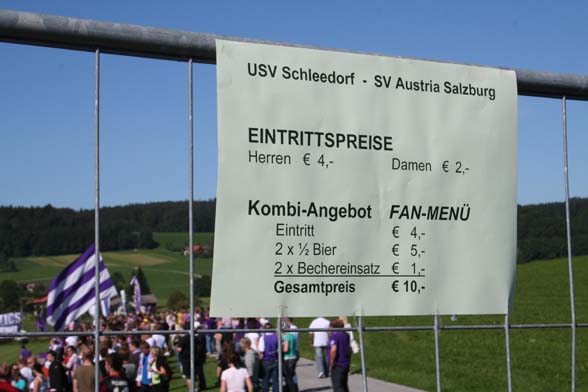 USV Schleedorf - SV Austria Salzburg
EINTRITTSPREISE
Herren € 4,- Damen € 2,-
Kombi-Angebot FAN-MENÜ
Eintritt € 4,-
2 x ½ Bier € 5,-
2 x Bechereinsatz € 1,-
Gesamtpreis € 10,-